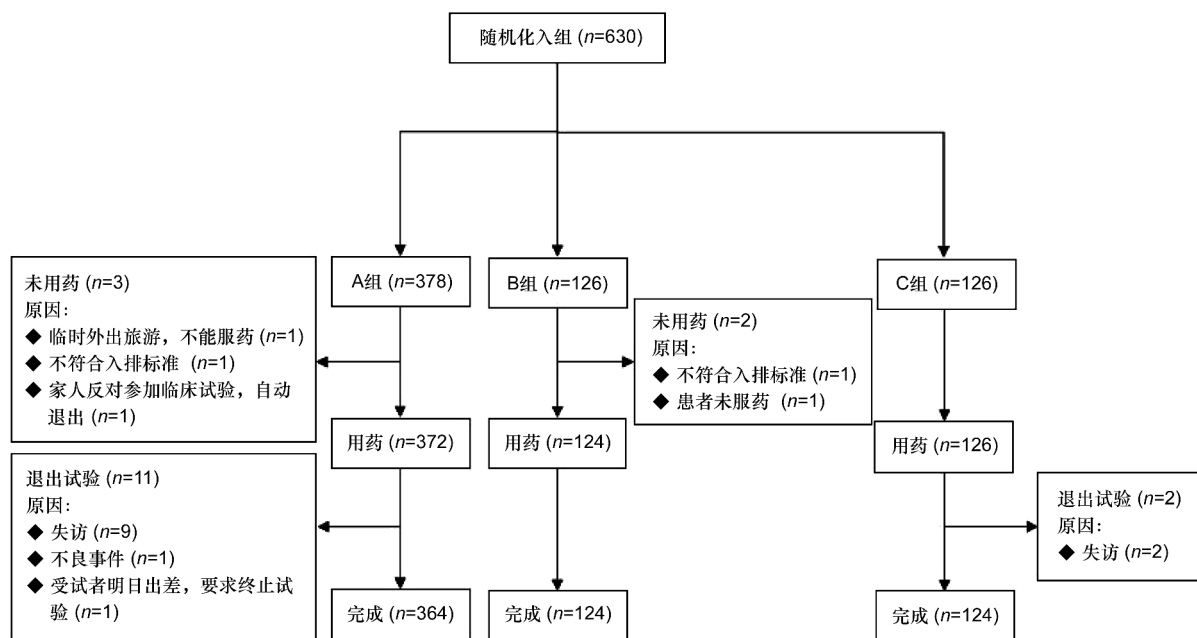 随机化入组 (n=630)
A组 (n=378)
B组 (n=126)
C组 (n=126)
未用药 (n=3)
原因:
◆ 临时外出旅游，不能服药 (n=1)
◆ 不符合入排标准 (n=1)
◆ 家人反对参加临床试验，自动
退出 (n=1)
未用药 (n=2)
原因:
◆ 不符合入排标准 (n=1)
◆ 患者未服药 (n=1)
用药 (n=372)
用药 (n=124)
用药 (n=126)
退出试验 (n=11)
原因:
◆ 失访 (n=9)
◆ 不良事件 (n=1)
◆ 受试者明日出差，要求终止试
验 (n=1)
退出试验 (n=2)
原因:
◆ 失访 (n=2)
完成 (n=364)
完成 (n=124)
完成 (n=124)